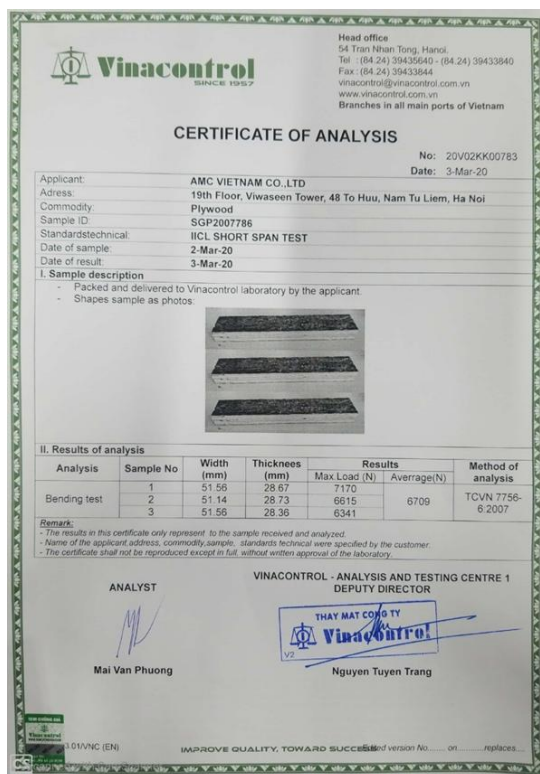 Vinacontrol
SINCE 1957
Head office
54 Tran Nhan Tong, Hanoi.
Tel : (84.24) 39435640 - (84.24) 39433840
Fax : (84.24) 39433844
vinacontrol@vinacontrol.com.vn
www.vinacontrol.com.vn
Branches in all main ports of Vietnam
CERTIFICATE OF ANALYSIS
No: 20V02KK00783
Date: 3-Mar-20
Applicant: AMC VIETNAM CO.,LTD
Adress: 19th Floor, Viwaseen Tower, 48 To Huu, Nam Tu Liem, Ha Noi
Commodity: Plywood
Sample ID: SGP2007786
Standardstechnical: IICL SHORT SPAN TEST
Date of sample: 2-Mar-20
Date of result: 3-Mar-20
I. Sample description
- Packed and delivered to Vinacontrol laboratory by the applicant.
- Shapes sample as photos:
II. Results of analysis
Analysis Sample No Width (mm) Thicknees (mm) Results Method of analysis
Max.Load (N) Averrage(N)
Bending test 1 51.56 28.67 7170 6709 TCVN 7756-6:2007
2 51.14 28.73 6615
3 51.56 28.36 6341
Remark:
- The results in this certificate only represent to the sample received and analyzed.
- Name of the applicant,address, commodity,sample, standards technical were specified by the customer.
- The certificate shall not be reproduced except in full, without written approval of the laboratory.
ANALYST
VINACONTROL - ANALYSIS AND TESTING CENTRE 1
DEPUTY DIRECTOR
THAY MAT CONG TY
Vinacontrol
V2
Mai Van Phuong
Nguyen Tuyen Trang
Vinacontrol
3.01/VNC (EN)
IMPROVE QUALITY, TOWARD SUCCESS
version No...... on.........replaces....
CS